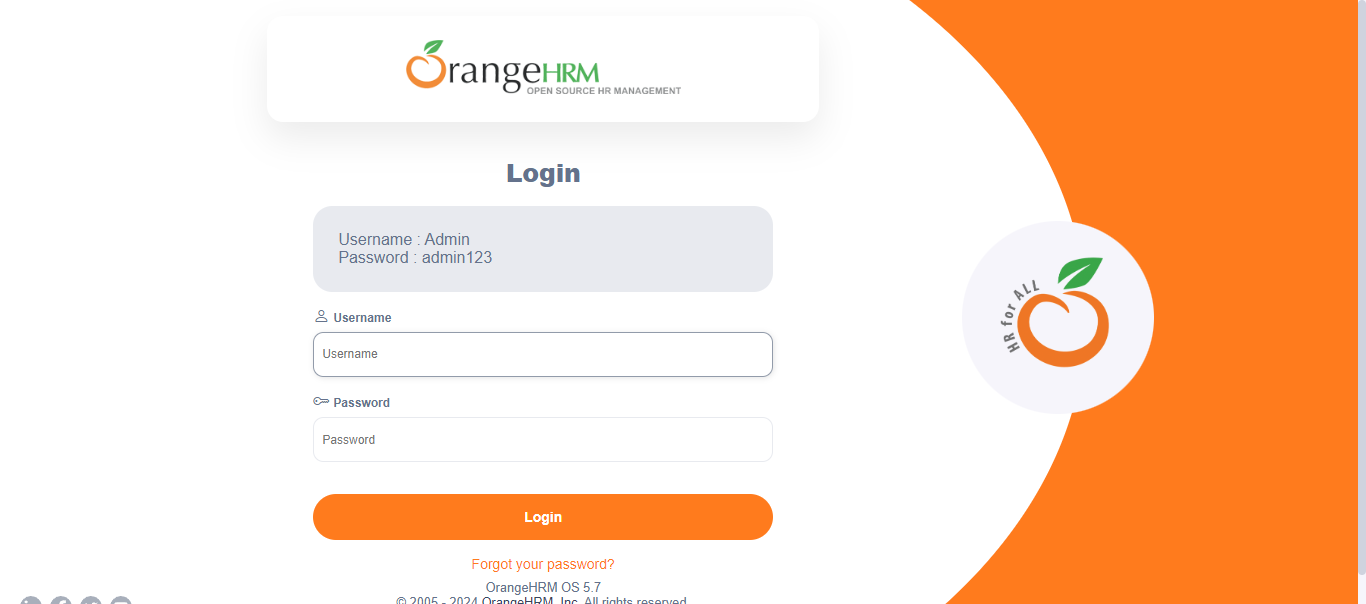 OrangeHRM
OPEN SOURCE HR MANAGEMENT
Login
Username : Admin
Password : admin123
Username
Username
Password
Password
Login
Forgot your password?
OrangeHRM OS 5.7
© 2005 - 2024 OrangeHRM, Inc. All rights reserved.
HR for ALL